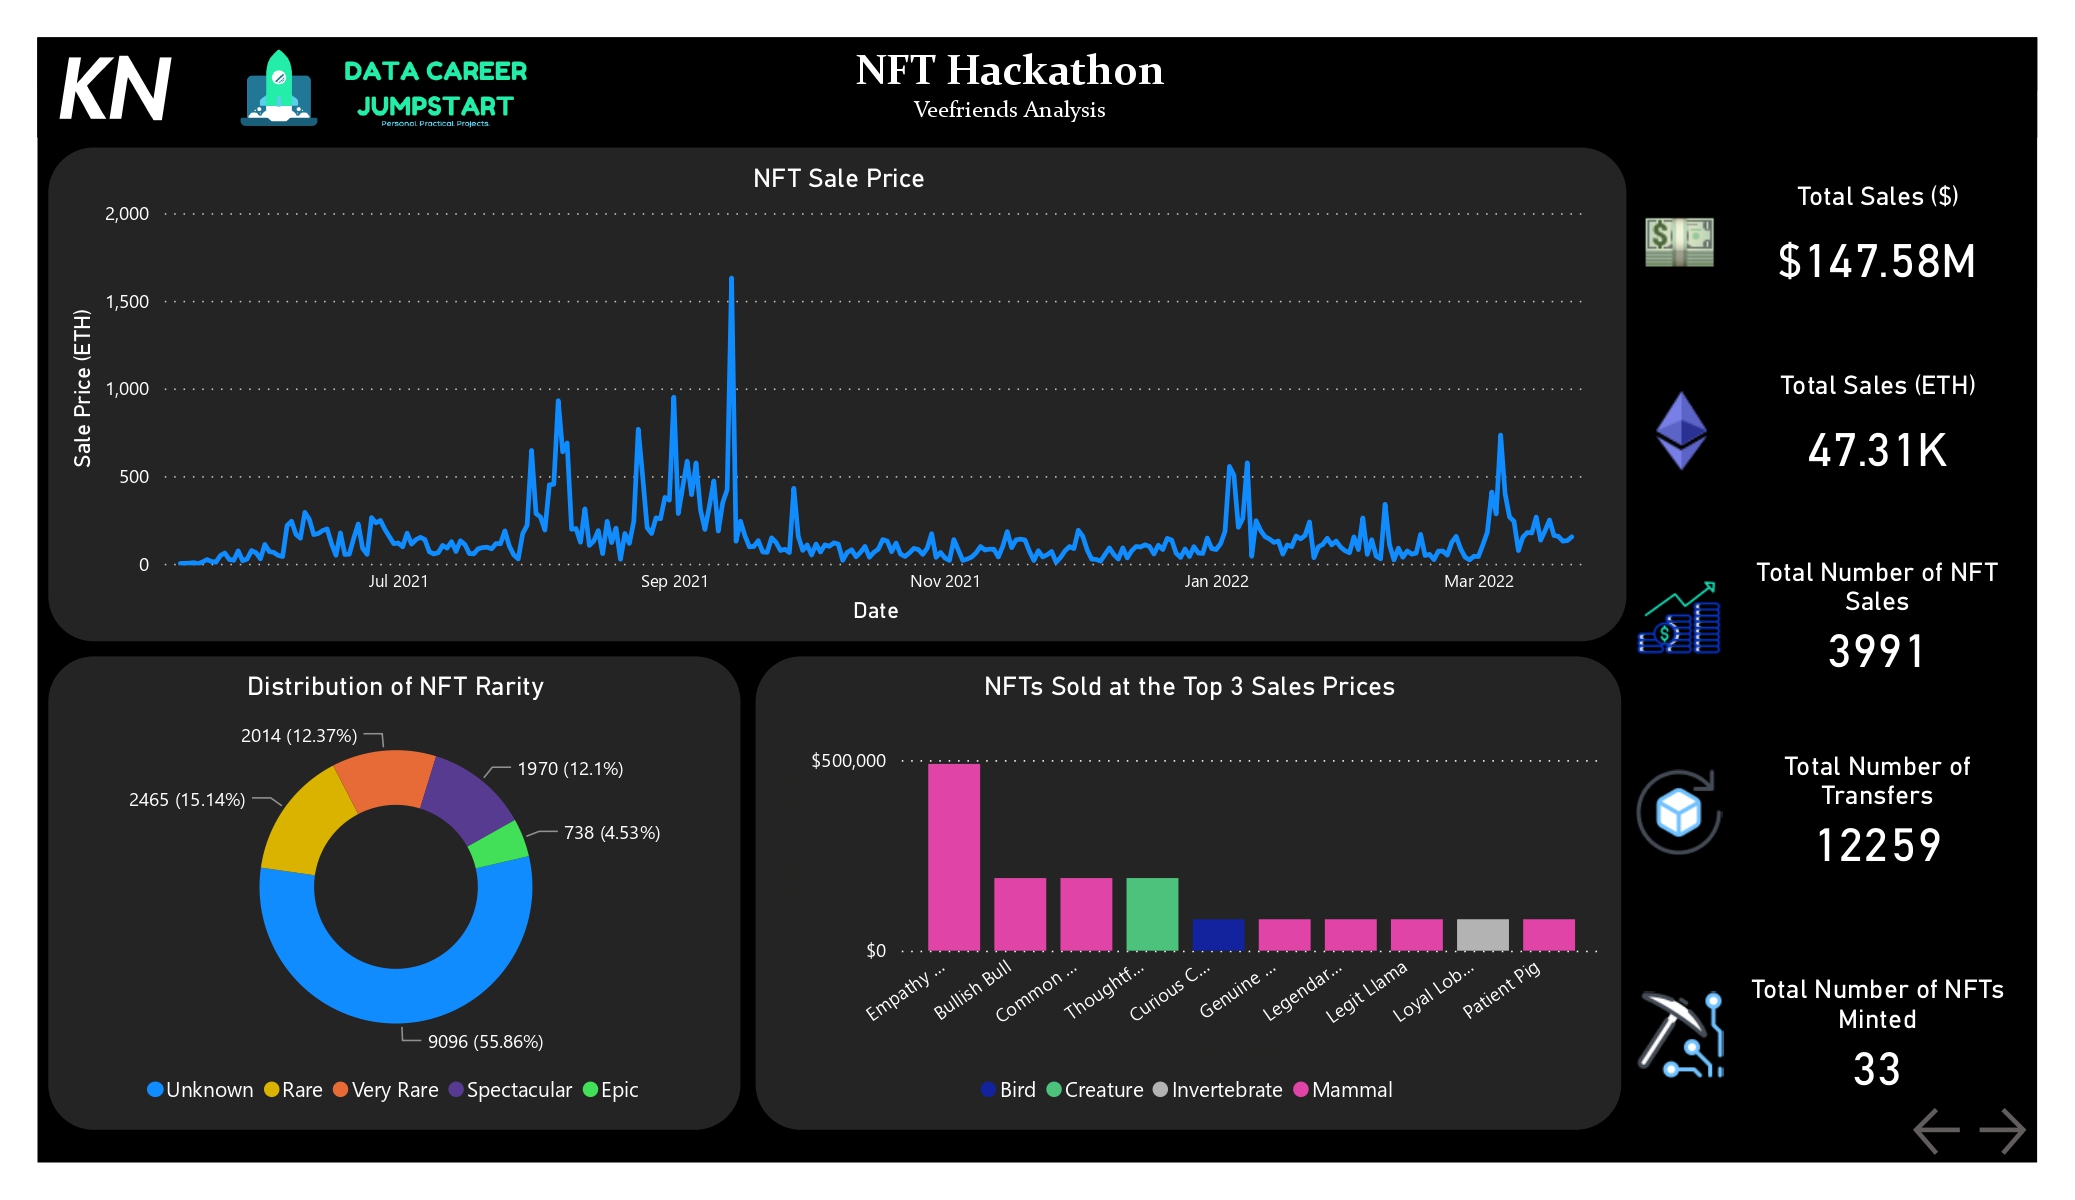 KN
DATA CAREER
JUMPSTART
Personal Practical Projects.
NFT Hackathon
Veefriends Analysis
NFT Sale Price
2,000
1,500
1,000
500
0
Sale Price (ETH)
Jul 2021
Sep 2021
Nov 2021
Jan 2022
Mar 2022
Date
Total Sales ($)
$147.58M
Total Sales (ETH)
47.31K
Total Number of NFT
Sales
3991
Total Number of
Transfers
12259
Total Number of NFTs
Minted
33
Distribution of NFT Rarity
2014 (12.37%)
1970 (12.1%)
2465 (15.14%)
738 (4.53%)
9096 (55.86%)
Unknown Rare Very Rare Spectacular Epic
NFTs Sold at the Top 3 Sales Prices
$500,000
$0
Empathy ...
Bullish Bull
Common ...
Thoughtf...
Curious C...
Genuine ...
Legendar...
Legit Llama
Loyal Lob...
Patient Pig
Bird Creature Invertebrate Mammal